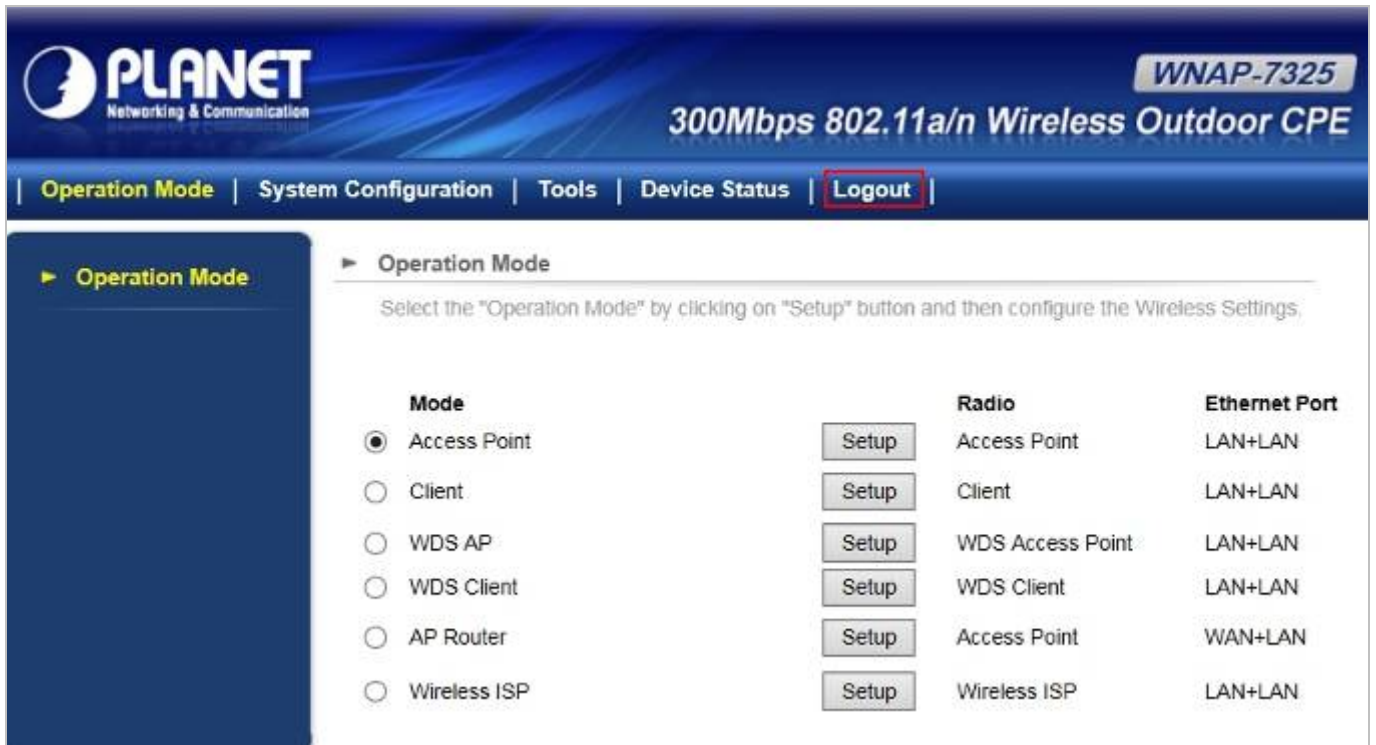 PLANET
Networking & Communication
WNAP-7325
300Mbps 802.11a/n Wireless Outdoor CPE
| Operation Mode | System Configuration | Tools | Device Status | Logout |
► Operation Mode
► Operation Mode
Select the "Operation Mode" by clicking on "Setup" button and then configure the Wireless Settings.
Mode Radio Ethernet Port
Access Point Setup Access Point LAN+LAN
Client Setup Client LAN+LAN
WDS AP Setup WDS Access Point LAN+LAN
WDS Client Setup WDS Client LAN+LAN
AP Router Setup Access Point WAN+LAN
Wireless ISP Setup Wireless ISP LAN+LAN